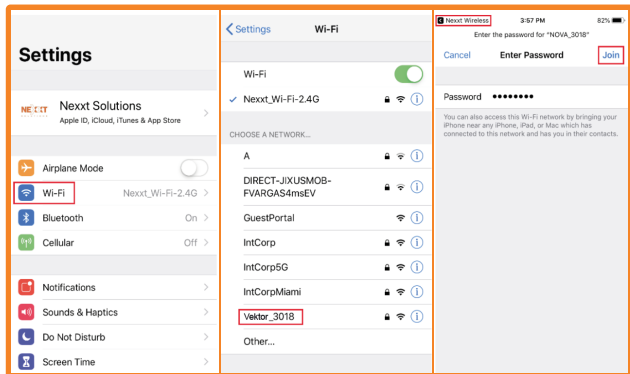 Settings
NEXXT
SOLUTIONS
Nexxt Solutions
Apple ID, iCloud, iTunes & App Store
Airplane Mode
Wi-Fi Nexxt_Wi-Fi-2.4G
Bluetooth On
Cellular Off
Notifications
Sounds & Haptics
Do Not Disturb
Screen Time
Settings Wi-Fi
Wi-Fi
Nexxt_Wi-Fi-2.4G
CHOOSE A NETWORK...
A
DIRECT-JIXUSMOB-
FVARGAS4msEV
GuestPortal
IntCorp
IntCorp5G
IntCorpMiami
Vektor_3018
Other...
Nexxt Wireless 3:57 PM 82%
Enter the password for "NOVA_3018"
Cancel Enter Password Join
Password ••••••••
You can also access this Wi-Fi network by bringing your
iPhone near any iPhone, iPad, or Mac which has
connected to this network and has you in their contacts.